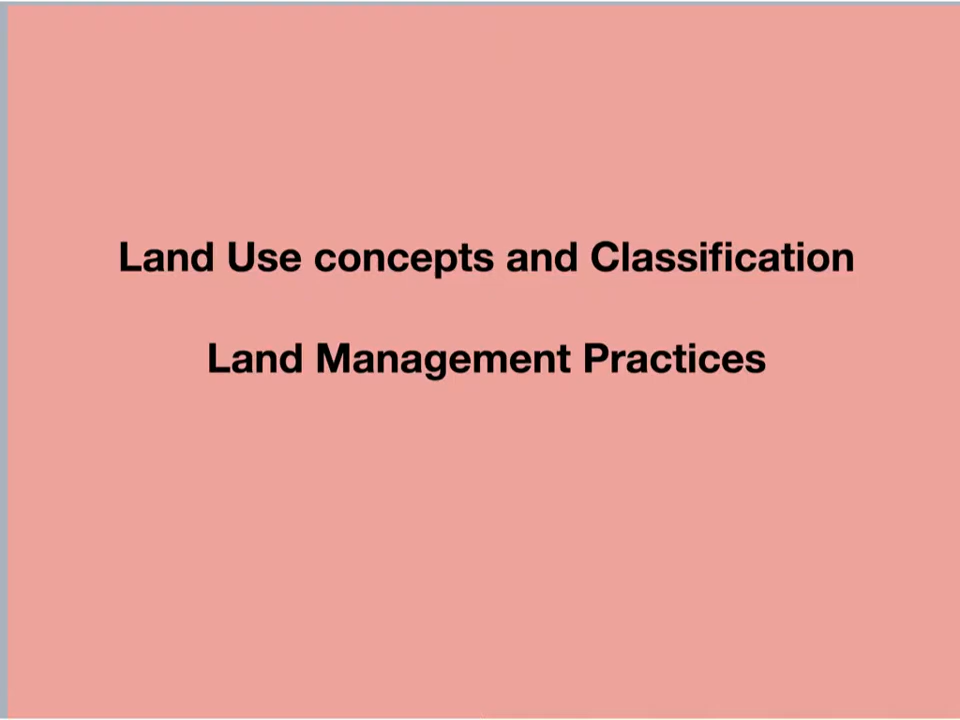 Land Use concepts and Classification
Land Management Practices